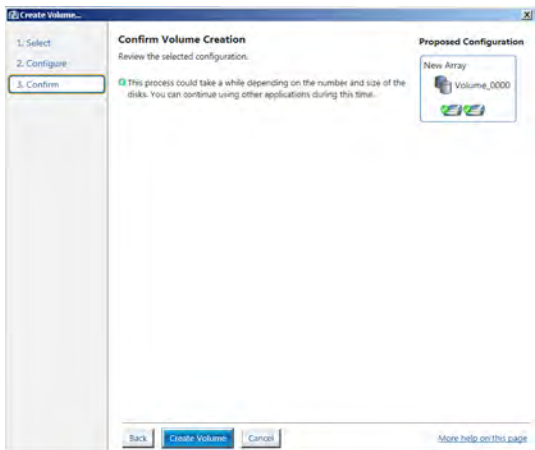 Create Volume...
1. Select
2. Configure
3. Confirm
Confirm Volume Creation
Review the selected configuration.
This process could take a while depending on the number and size of the
disks. You can continue using other applications during this time.
Proposed Configuration
New Array
Volume_0000
Back
Create Volume
Cancel
More help on this page